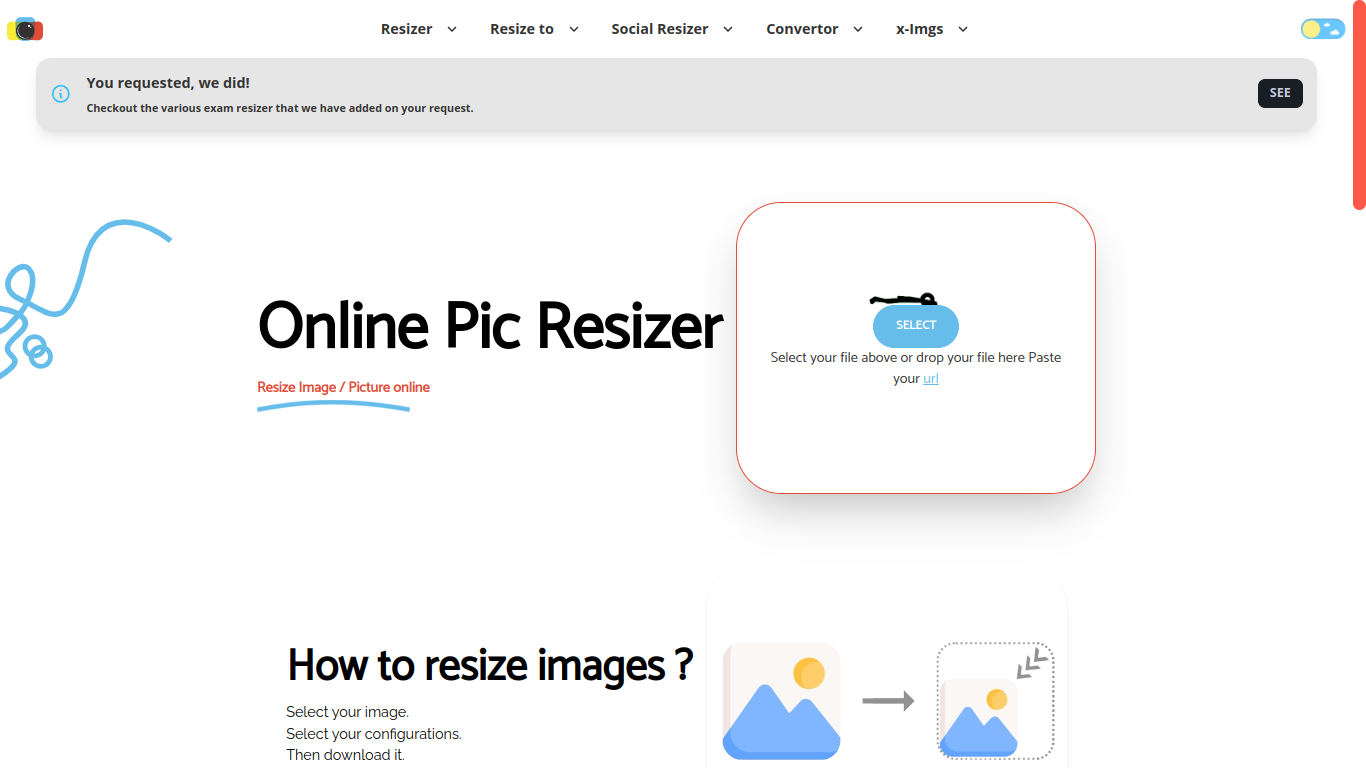 Resizer
Resize to
Social Resizer
Convertor
x-Imgs
You requested, we did!
Checkout the various exam resizer that we have added on your request.
SEE
Online Pic Resizer
Resize Image / Picture online
SELECT
Select your file above or drop your file here Paste
your url
How to resize images ?
Select your image.
Select your configurations.
Then download it.